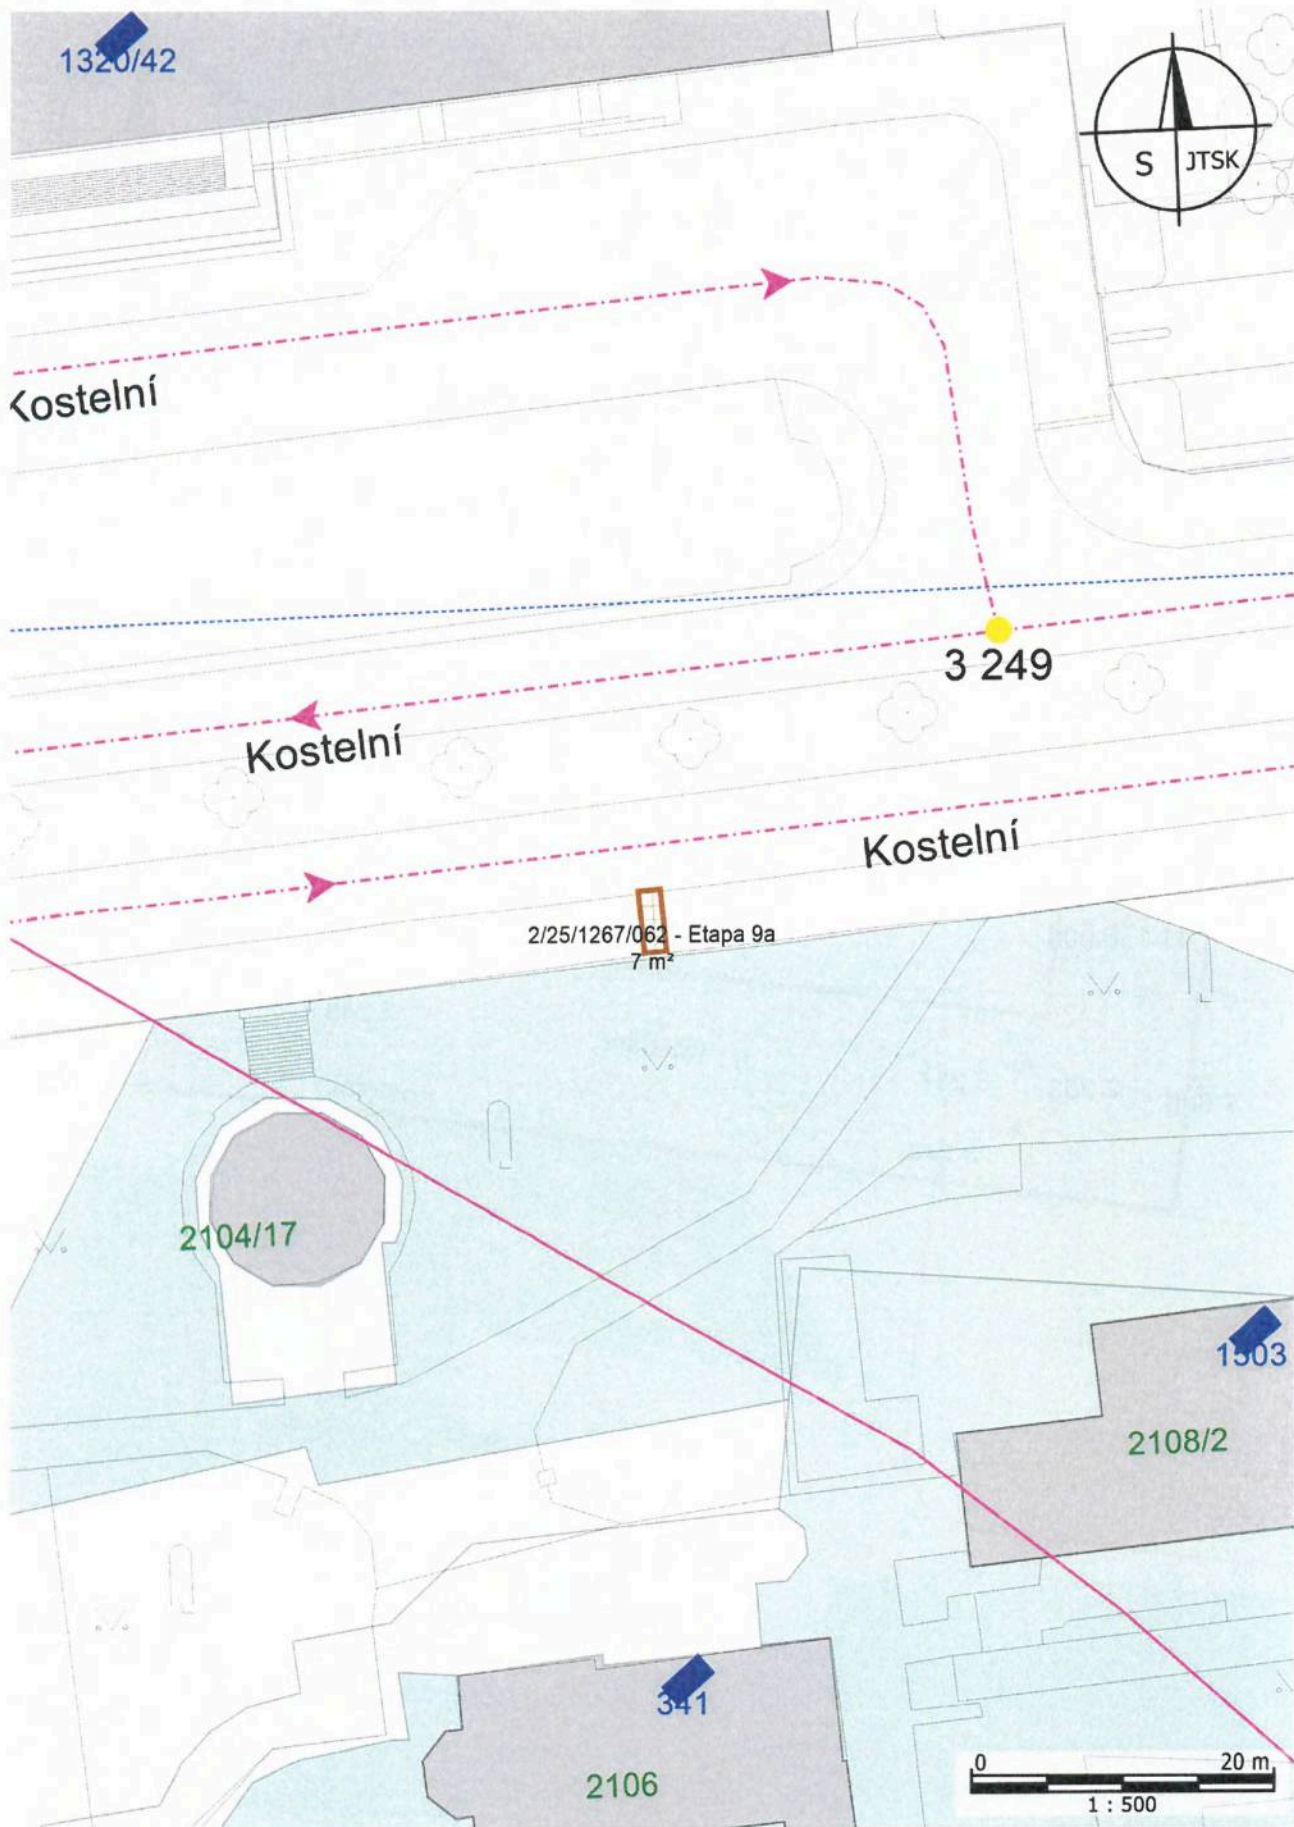 1320/42
S JTSK
Kostelní
3 249
Kostelní
Kostelní
2/25/1267/062 - Etapa 9a
7 m²
2104/17
1503
2108/2
341
2106
0 20 m
1 : 500